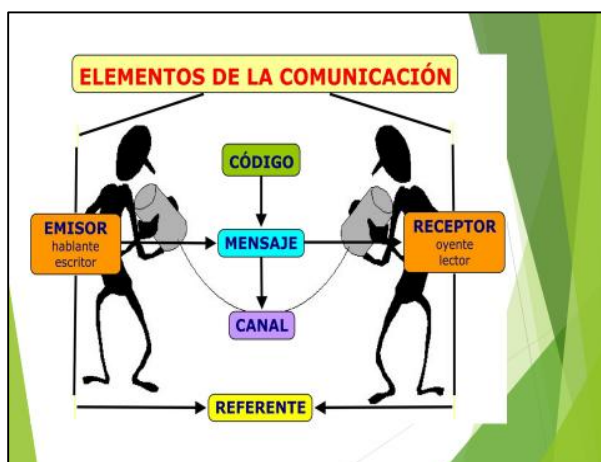 ELEMENTOS DE LA COMUNICACIÓN
CÓDIGO
EMISOR
hablante
escritor
MENSAJE
RECEPTOR
oyente
lector
CANAL
REFERENTE